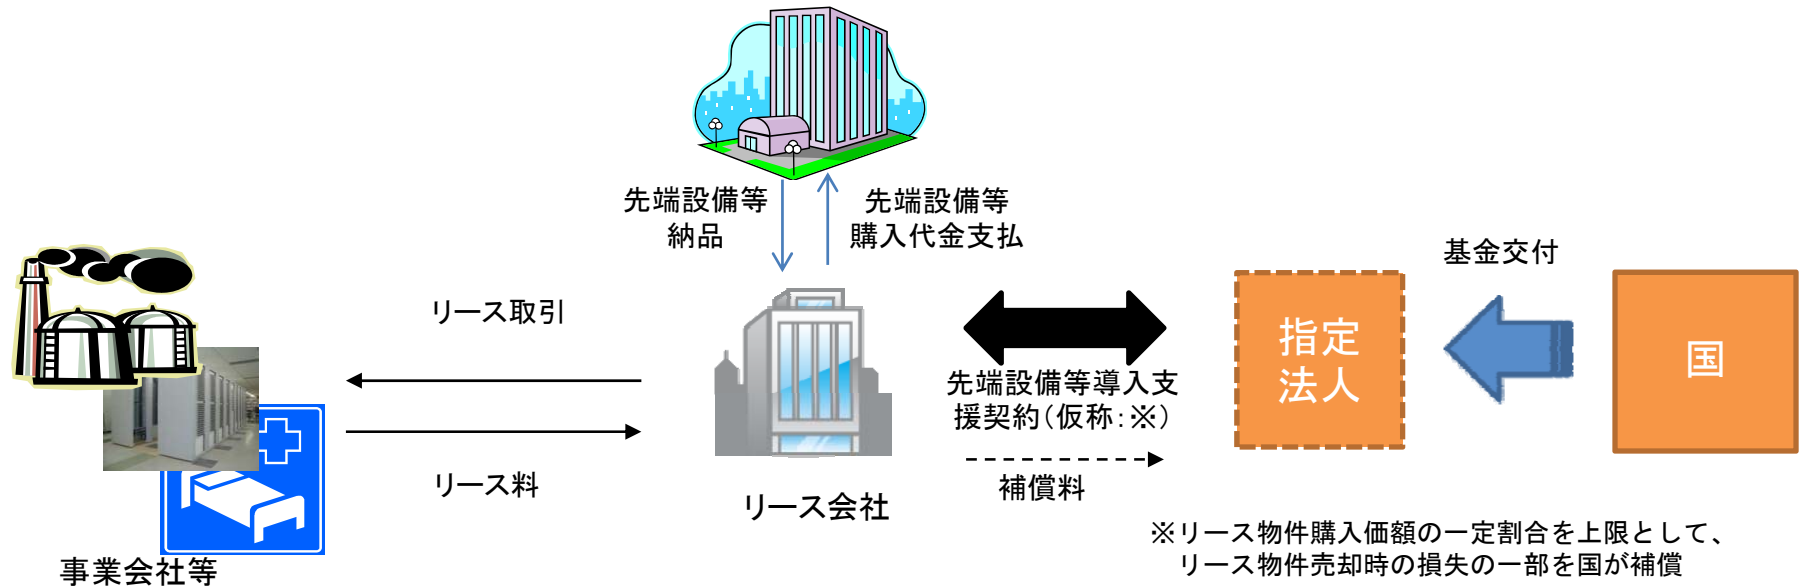 先端設備等
納品
先端設備等
購入代金支払
基金交付
リース取引
指定
法人
国
先端設備等導入支
援契約(仮称:※)
リース料
補償料
リース会社
※リース物件購入価額の一定割合を上限として、
リース物件売却時の損失の一部を国が補償
事業会社等